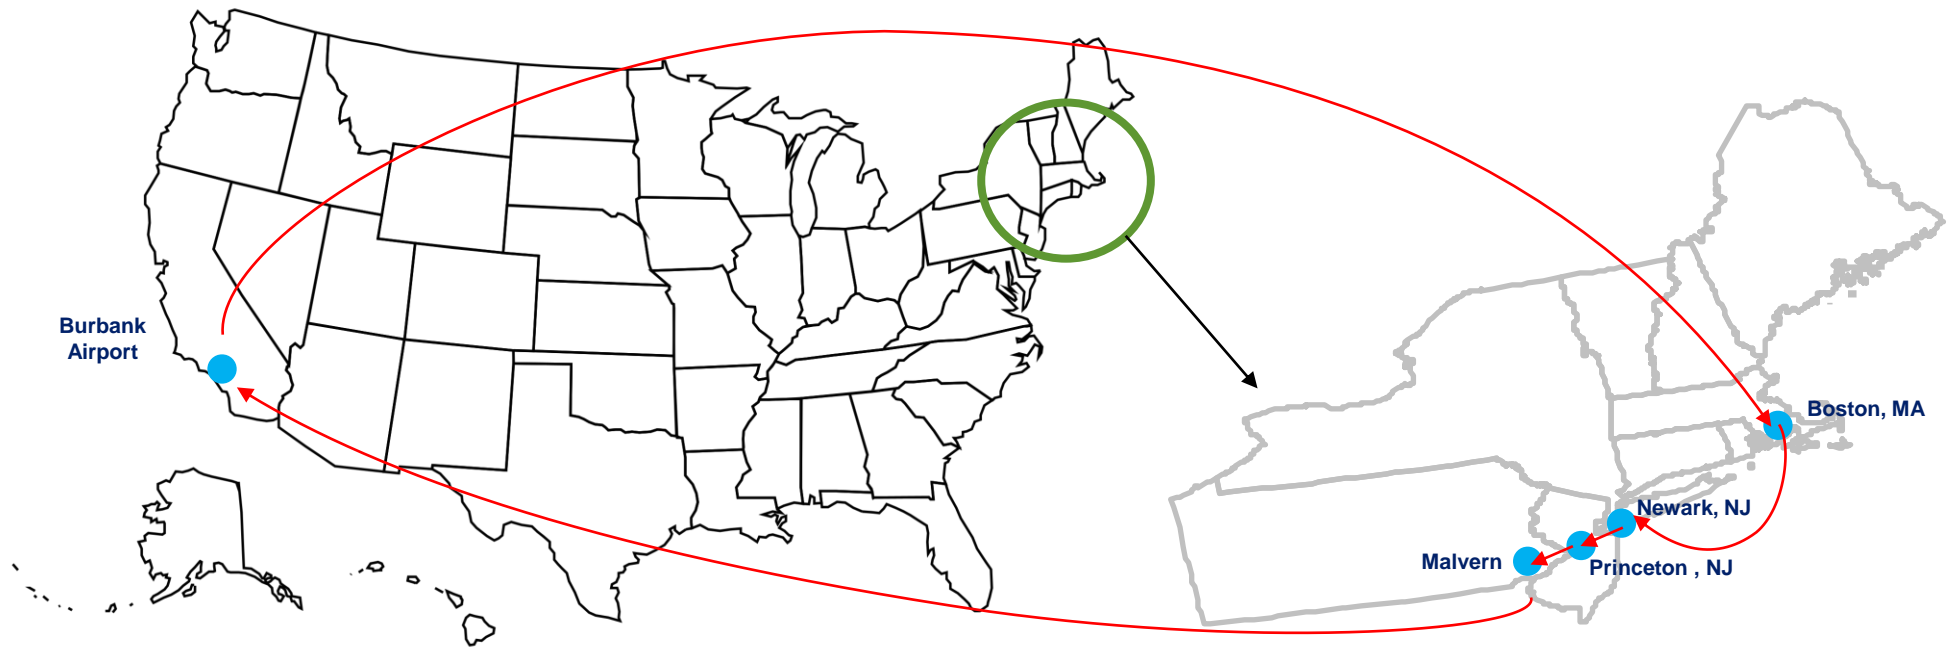 Burbank
Airport
Boston, MA
Newark, NJ
Malvern
Princeton , NJ